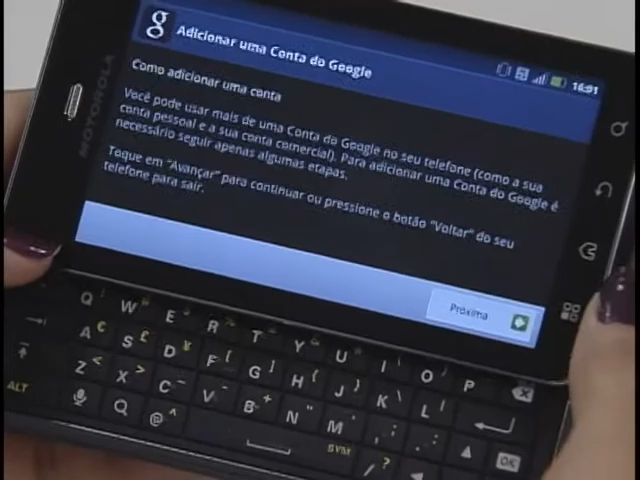 Adicionar uma Conta do Google
Como adicionar uma conta
Você pode usar mais de uma Conta do Google no seu telefone (como a sua
conta pessoal e a sua conta comercial). Para adicionar uma Conta do Google é
necessário seguir apenas algumas etapas.
Toque em "Avançar" para continuar ou pressione o botão "Voltar" do seu
telefone para sair.
Próxima
MOTOROLA
Q W E R T Y U I O P
A S D F G H J K L
Z X C V B N M
ALT
SYM
OK